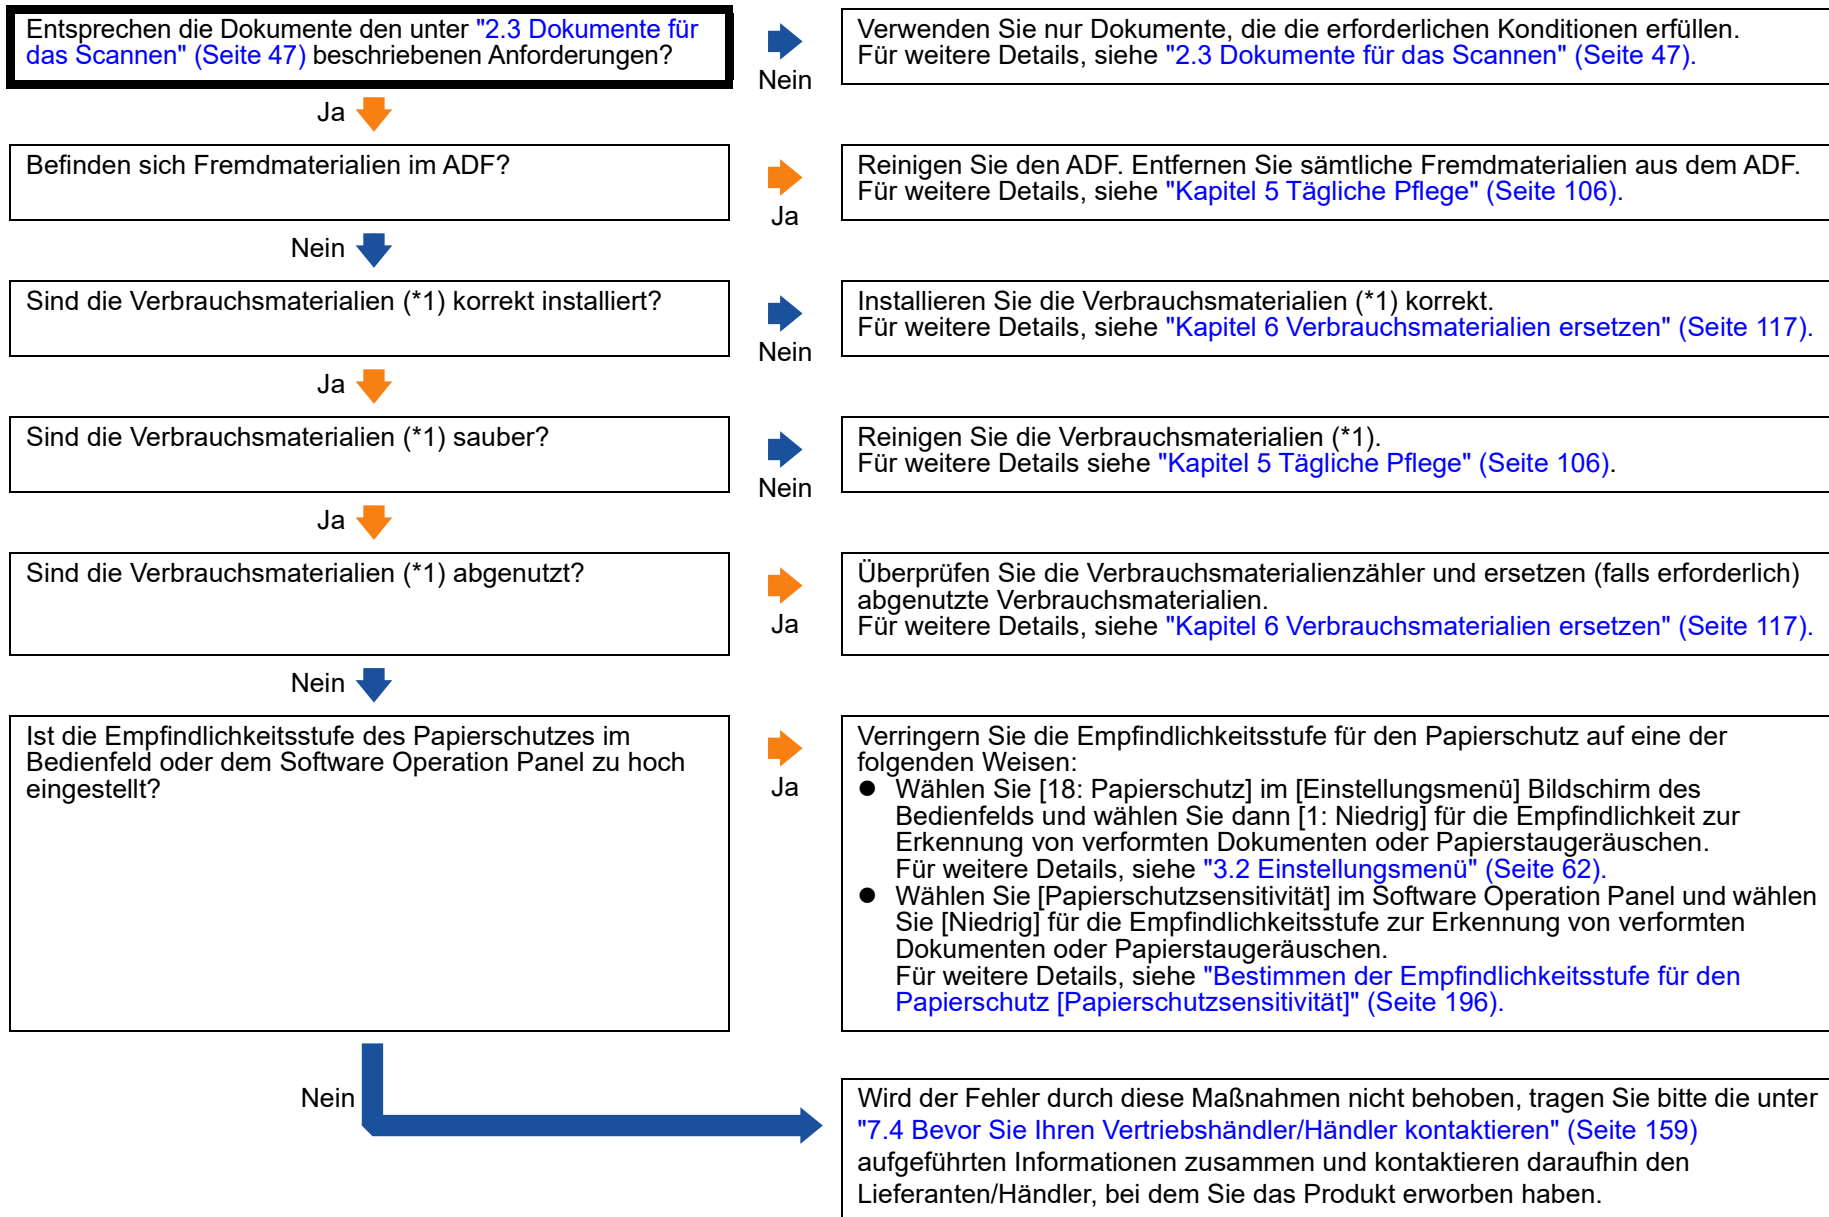 Entsprechen die Dokumente den unter "2.3 Dokumente für
das Scannen" (Seite 47) beschriebenen Anforderungen?
Nein
Verwenden Sie nur Dokumente, die die erforderlichen Konditionen erfüllen.
Für weitere Details, siehe "2.3 Dokumente für das Scannen" (Seite 47).
Ja
Befinden sich Fremdmaterialien im ADF?
Ja
Reinigen Sie den ADF. Entfernen Sie sämtliche Fremdmaterialien aus dem ADF.
Für weitere Details, siehe "Kapitel 5 Tägliche Pflege" (Seite 106).
Nein
Sind die Verbrauchsmaterialien (*1) korrekt installiert?
Nein
Installieren Sie die Verbrauchsmaterialien (*1) korrekt.
Für weitere Details, siehe "Kapitel 6 Verbrauchsmaterialien ersetzen" (Seite 117).
Ja
Sind die Verbrauchsmaterialien (*1) sauber?
Nein
Reinigen Sie die Verbrauchsmaterialien (*1).
Für weitere Details siehe "Kapitel 5 Tägliche Pflege" (Seite 106).
Ja
Sind die Verbrauchsmaterialien (*1) abgenutzt?
Ja
Überprüfen Sie die Verbrauchsmaterialienzähler und ersetzen (falls erforderlich)
abgenutzte Verbrauchsmaterialien.
Für weitere Details, siehe "Kapitel 6 Verbrauchsmaterialien ersetzen" (Seite 117).
Nein
Ist die Empfindlichkeitsstufe des Papierschutzes im
Bedienfeld oder dem Software Operation Panel zu hoch
eingestellt?
Ja
Verringern Sie die Empfindlichkeitsstufe für den Papierschutz auf eine der
folgenden Weisen:
● Wählen Sie [18: Papierschutz] im [Einstellungsmenü] Bildschirm des
Bedienfelds und wählen Sie dann [1: Niedrig] für die Empfindlichkeit zur
Erkennung von verformten Dokumenten oder Papierstaugeräuschen.
Für weitere Details, siehe "3.2 Einstellungsmenü" (Seite 62).
● Wählen Sie [Papierschutzsensitivität] im Software Operation Panel und wählen
Sie [Niedrig] für die Empfindlichkeitsstufe zur Erkennung von verformten
Dokumenten oder Papierstaugeräuschen.
Für weitere Details, siehe "Bestimmen der Empfindlichkeitsstufe für den
Papierschutz [Papierschutzsensitivität]" (Seite 196).
Nein
Wird der Fehler durch diese Maßnahmen nicht behoben, tragen Sie bitte die unter
"7.4 Bevor Sie Ihren Vertriebshändler/Händler kontaktieren" (Seite 159)
aufgeführten Informationen zusammen und kontaktieren daraufhin den
Lieferanten/Händler, bei dem Sie das Produkt erworben haben.